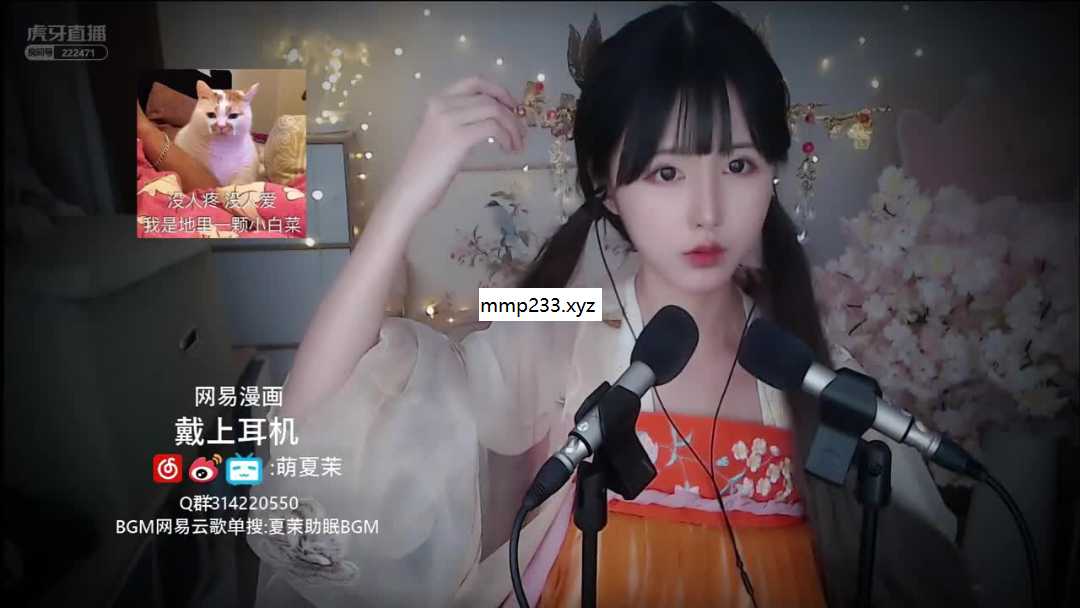 虎牙直播
房间号 222471
没人疼 没人爱
我是地里一颗小白菜
mmp233.xyz
网易漫画
戴上耳机
:萌夏茉
Q群314220550
BGM网易云歌单搜:夏茉助眠BGM